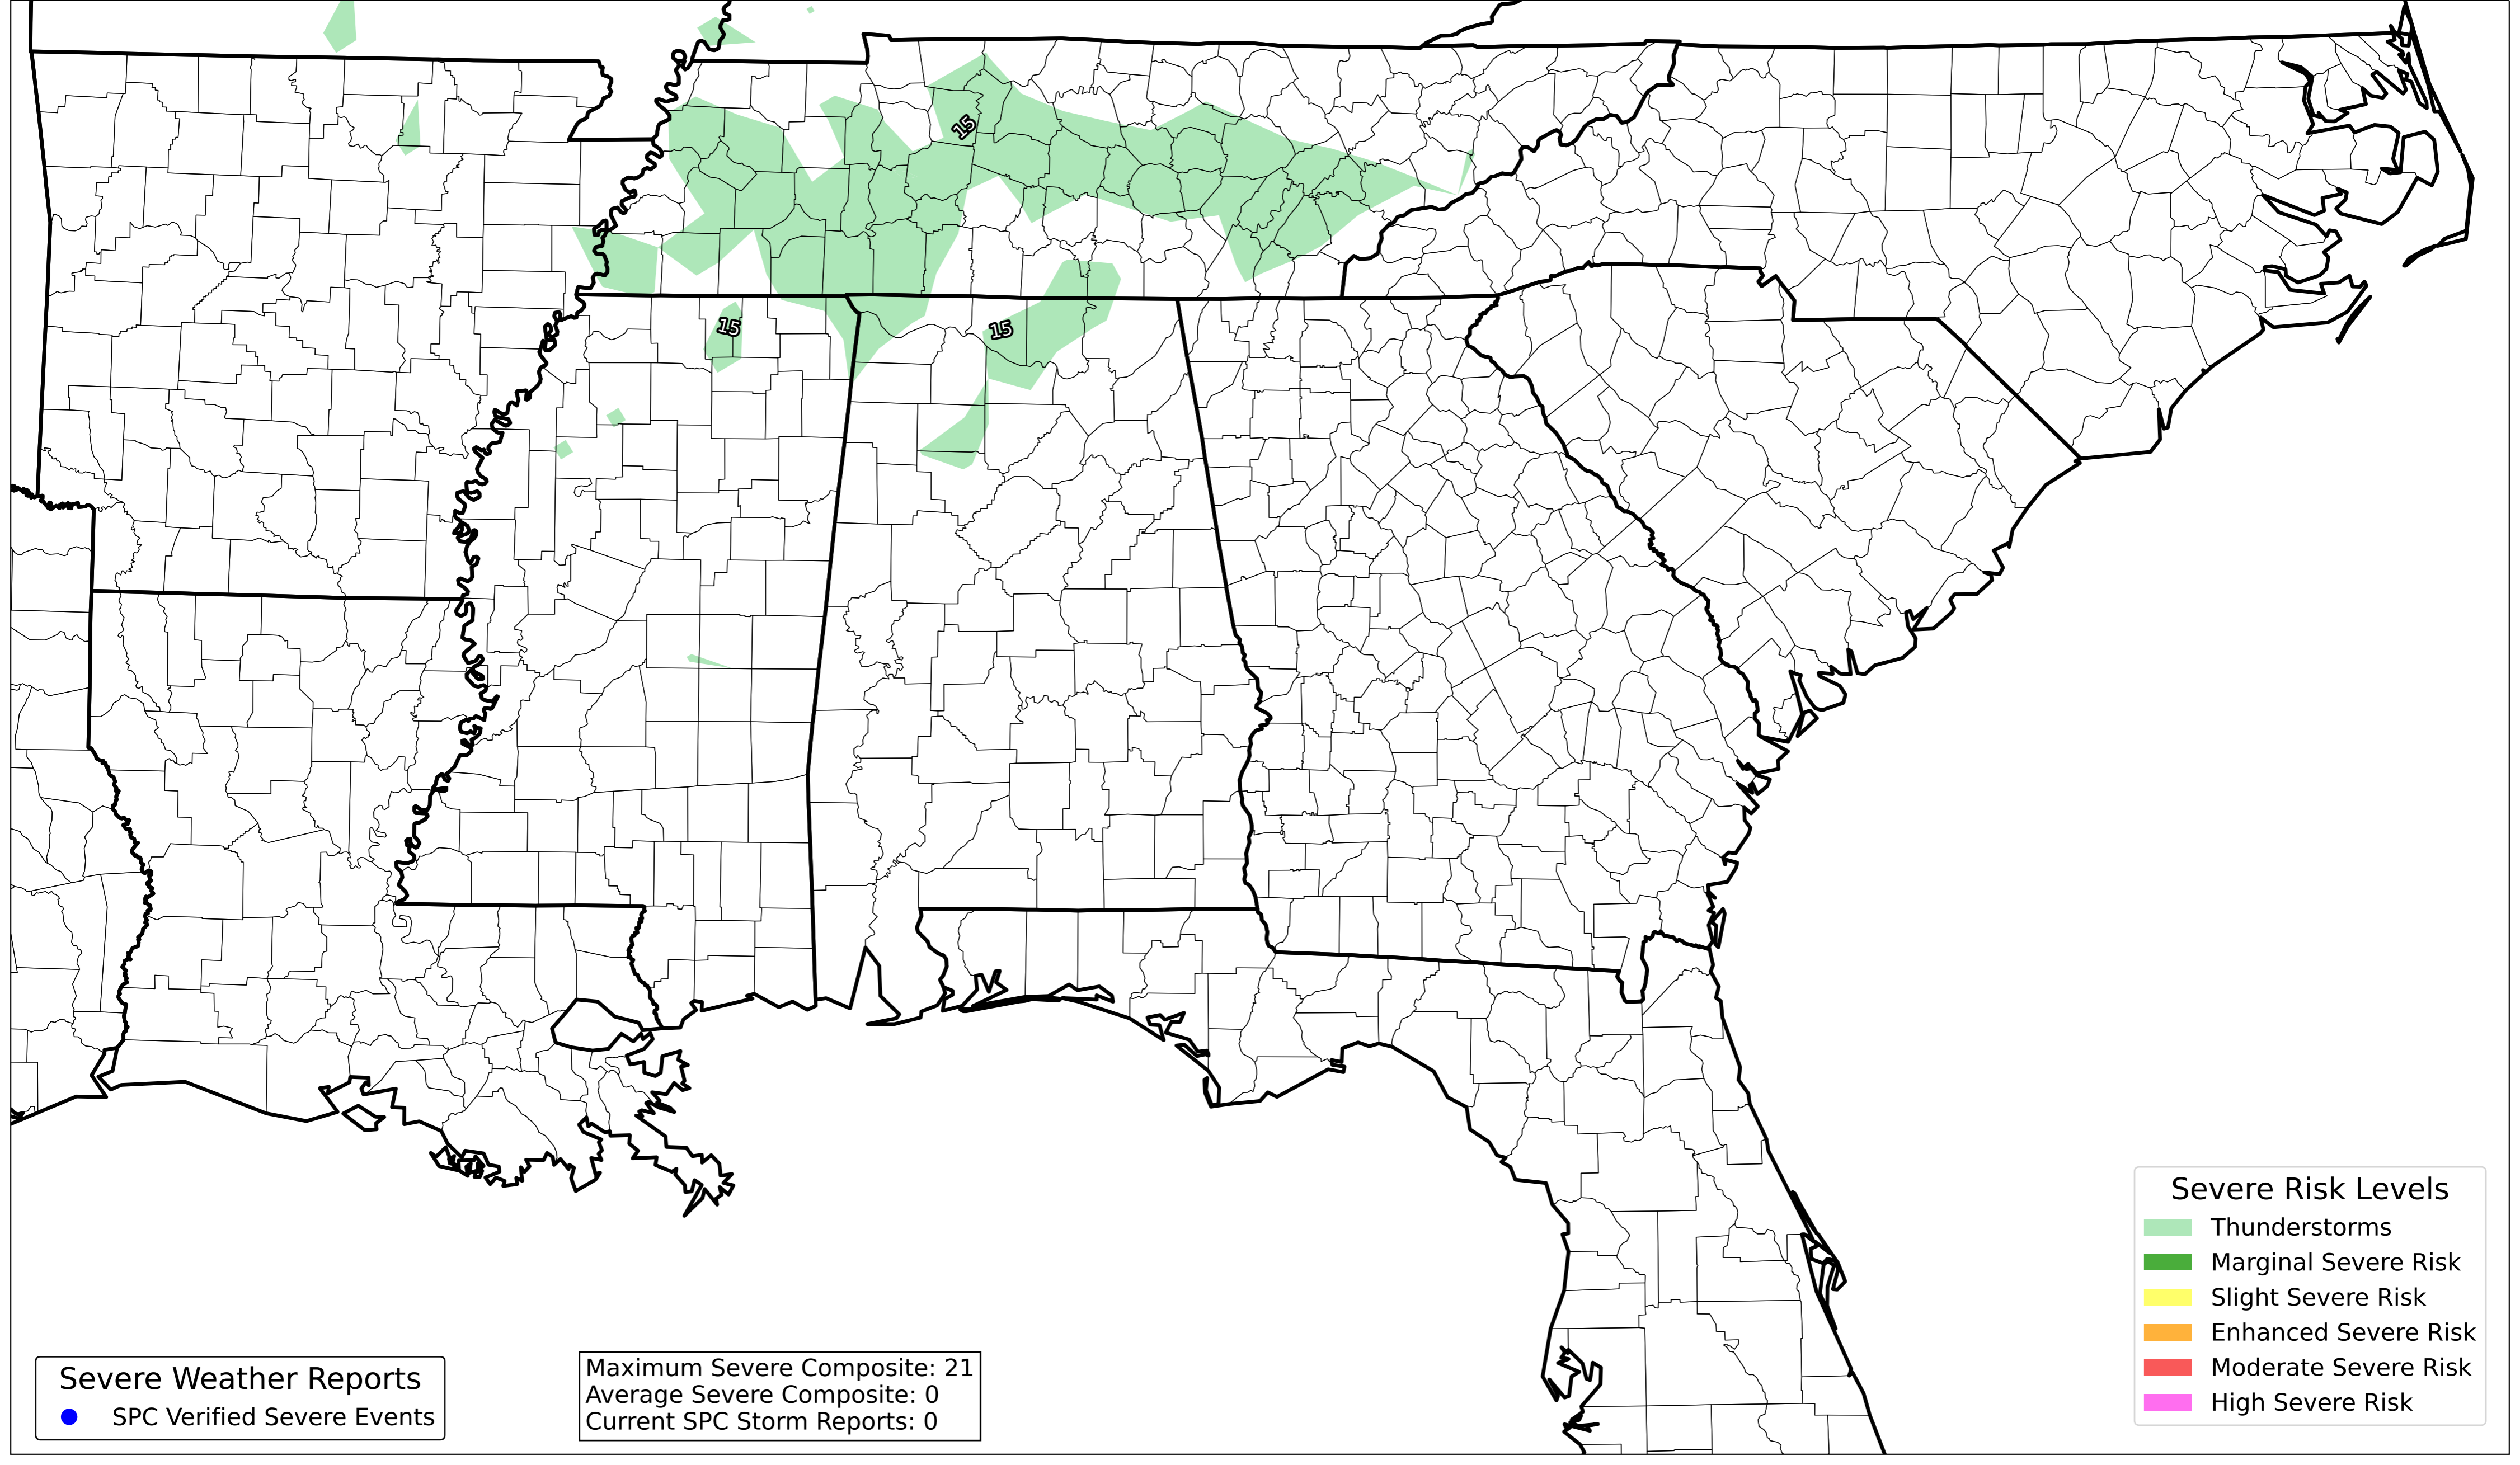 15
15
15
Severe Risk Levels
Thunderstorms
Marginal Severe Risk
Slight Severe Risk
Enhanced Severe Risk
Moderate Severe Risk
High Severe Risk
Severe Weather Reports
SPC Verified Severe Events
Maximum Severe Composite: 21
Average Severe Composite: 0
Current SPC Storm Reports: 0